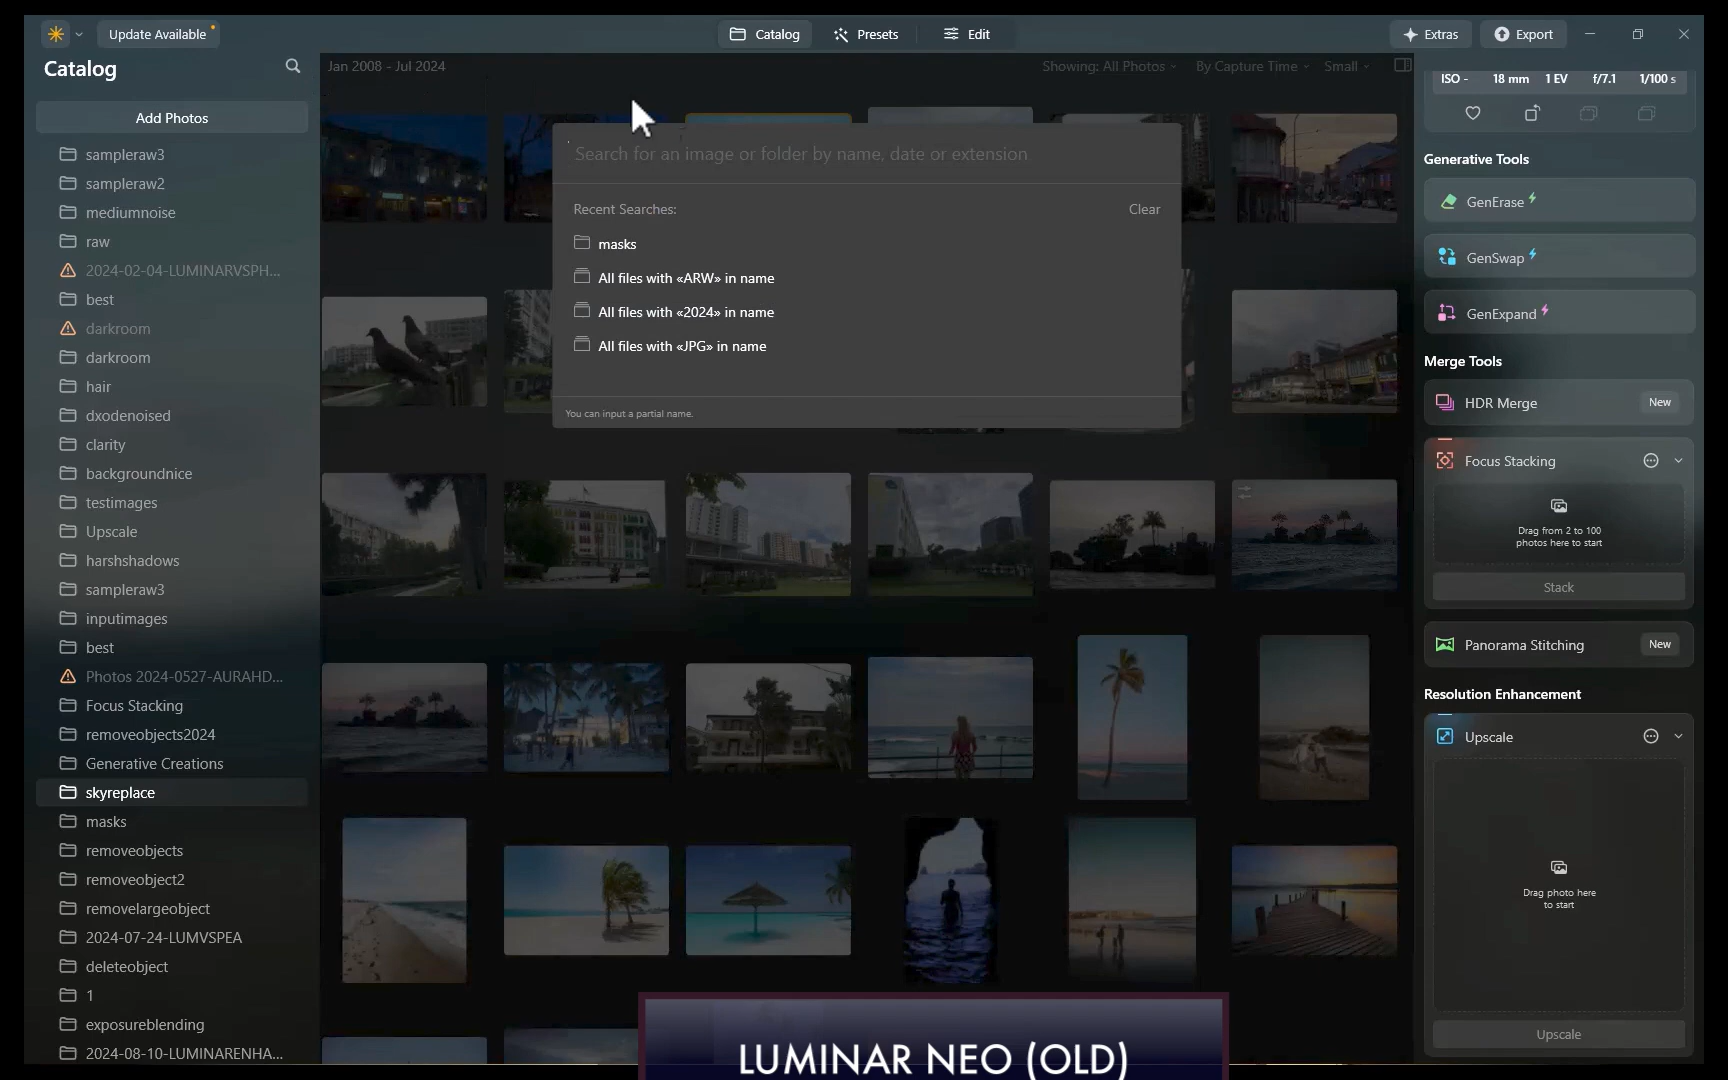 Update Available
Catalog
Presets
Edit
Extras
Export
Catalog
Add Photos
sampleraw3
sampleraw2
mediumnoise
raw
2024-02-04-LUMINARVSPH...
best
darkroom
darkroom
hair
dxodenoised
clarity
backgroundnice
testimages
Upscale
harshshadows
sampleraw3
inputimages
best
Photos 2024-0527-AURAHD...
Focus Stacking
removeobjects2024
Generative Creations
skyreplace
masks
removeobjects
removeobject2
removelargeobject
2024-07-24-LUMVSPEA
deleteobject
1
exposureblending
2024-08-10-LUMINARENHA...
Jan 2008 - Jul 2024
Showing: All Photos
By Capture Time
Small
Search for an image or folder by name, date or extension
Recent Searches:
Clear
masks
All files with «ARW» in name
All files with «2024» in name
All files with «JPG» in name
You can input a partial name.
ISO -
18 mm
1 EV
f/7.1
1/100 s
Generative Tools
GenErase
GenSwap
GenExpand
Merge Tools
HDR Merge
New
Focus Stacking
Drag from 2 to 100
photos here to start
Stack
Panorama Stitching
New
Resolution Enhancement
Upscale
Drag photo here
to start
Upscale
LUMINAR NEO (OLD)